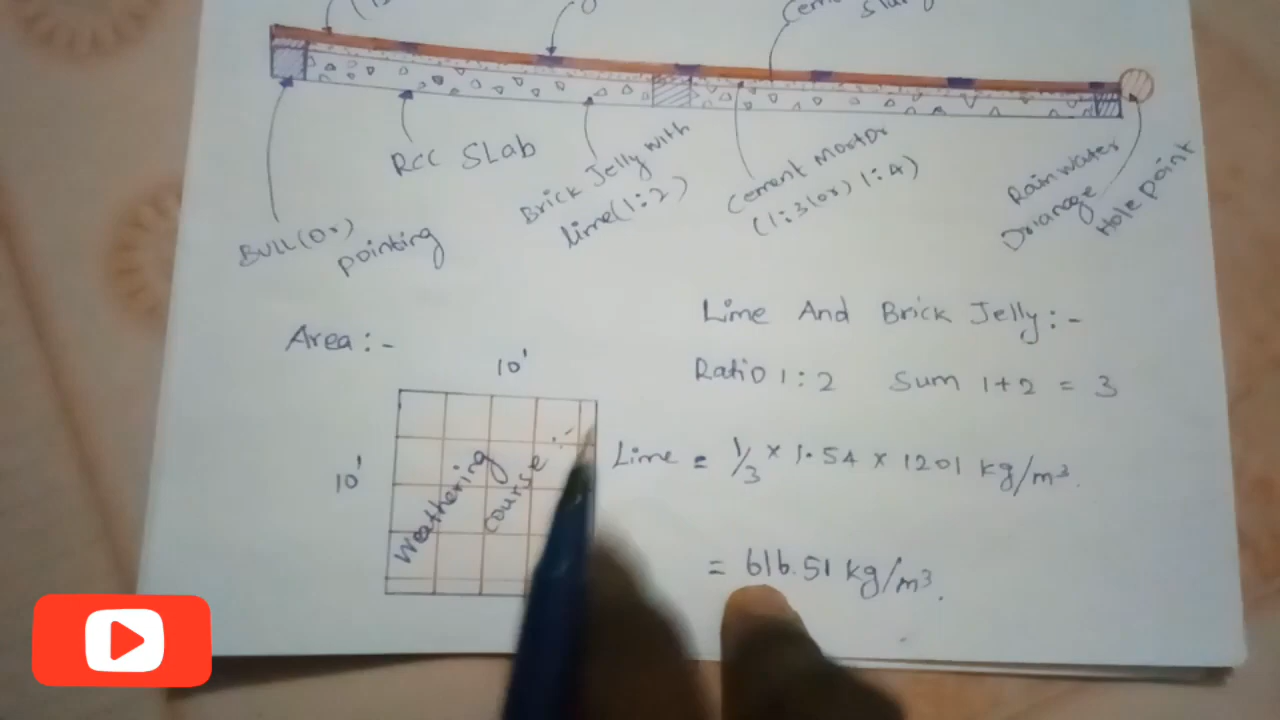 RCC SLab
Brick Jelly with
lime (1:2)
Cement Mortor
(1:3 (or) 1:4)
Rain water
Drianage
Hole point
BULL (Or)
pointing
Area :-
10'
10'
Weathering
course :-
Lime And Brick Jelly :-
Ratio 1:2 Sum 1+2 = 3
Lime = 1/3 × 1.54 × 1201 kg/m³.
= 616.51 kg/m³.